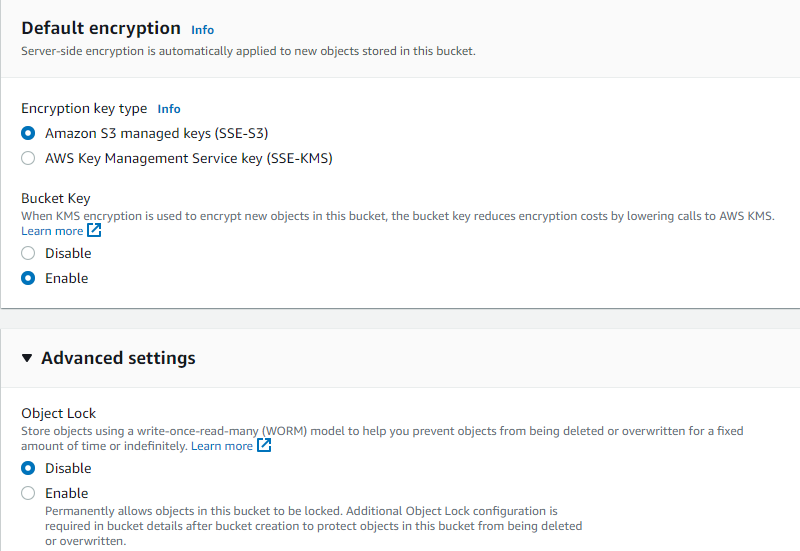 Default encryption Info
Server-side encryption is automatically applied to new objects stored in this bucket.
Encryption key type Info
Amazon S3 managed keys (SSE-S3)
AWS Key Management Service key (SSE-KMS)
Bucket Key
When KMS encryption is used to encrypt new objects in this bucket, the bucket key reduces encryption costs by lowering calls to AWS KMS.
Learn more
Disable
Enable
Advanced settings
Object Lock
Store objects using a write-once-read-many (WORM) model to help you prevent objects from being deleted or overwritten for a fixed
amount of time or indefinitely. Learn more
Disable
Enable
Permanently allows objects in this bucket to be locked. Additional Object Lock configuration is
required in bucket details after bucket creation to protect objects in this bucket from being deleted
or overwritten.